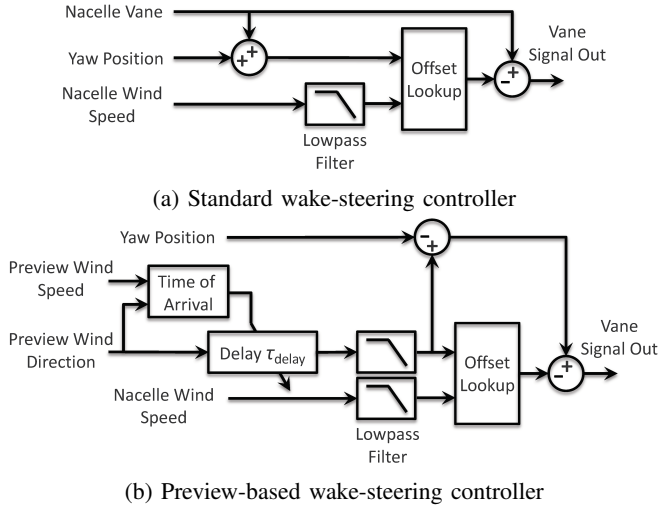 Nacelle Vane
Vane
Signal Out
Yaw Position
+
+
Offset
Lookup
-
+
Nacelle Wind
Speed
Lowpass
Filter
(a) Standard wake-steering controller
Yaw Position
-
+
Preview Wind
Speed
Time of
Arrival
Vane
Signal Out
Preview Wind
Direction
Delay τdelay
Offset
Lookup
-
+
Nacelle Wind
Speed
Lowpass
Filter
(b) Preview-based wake-steering controller